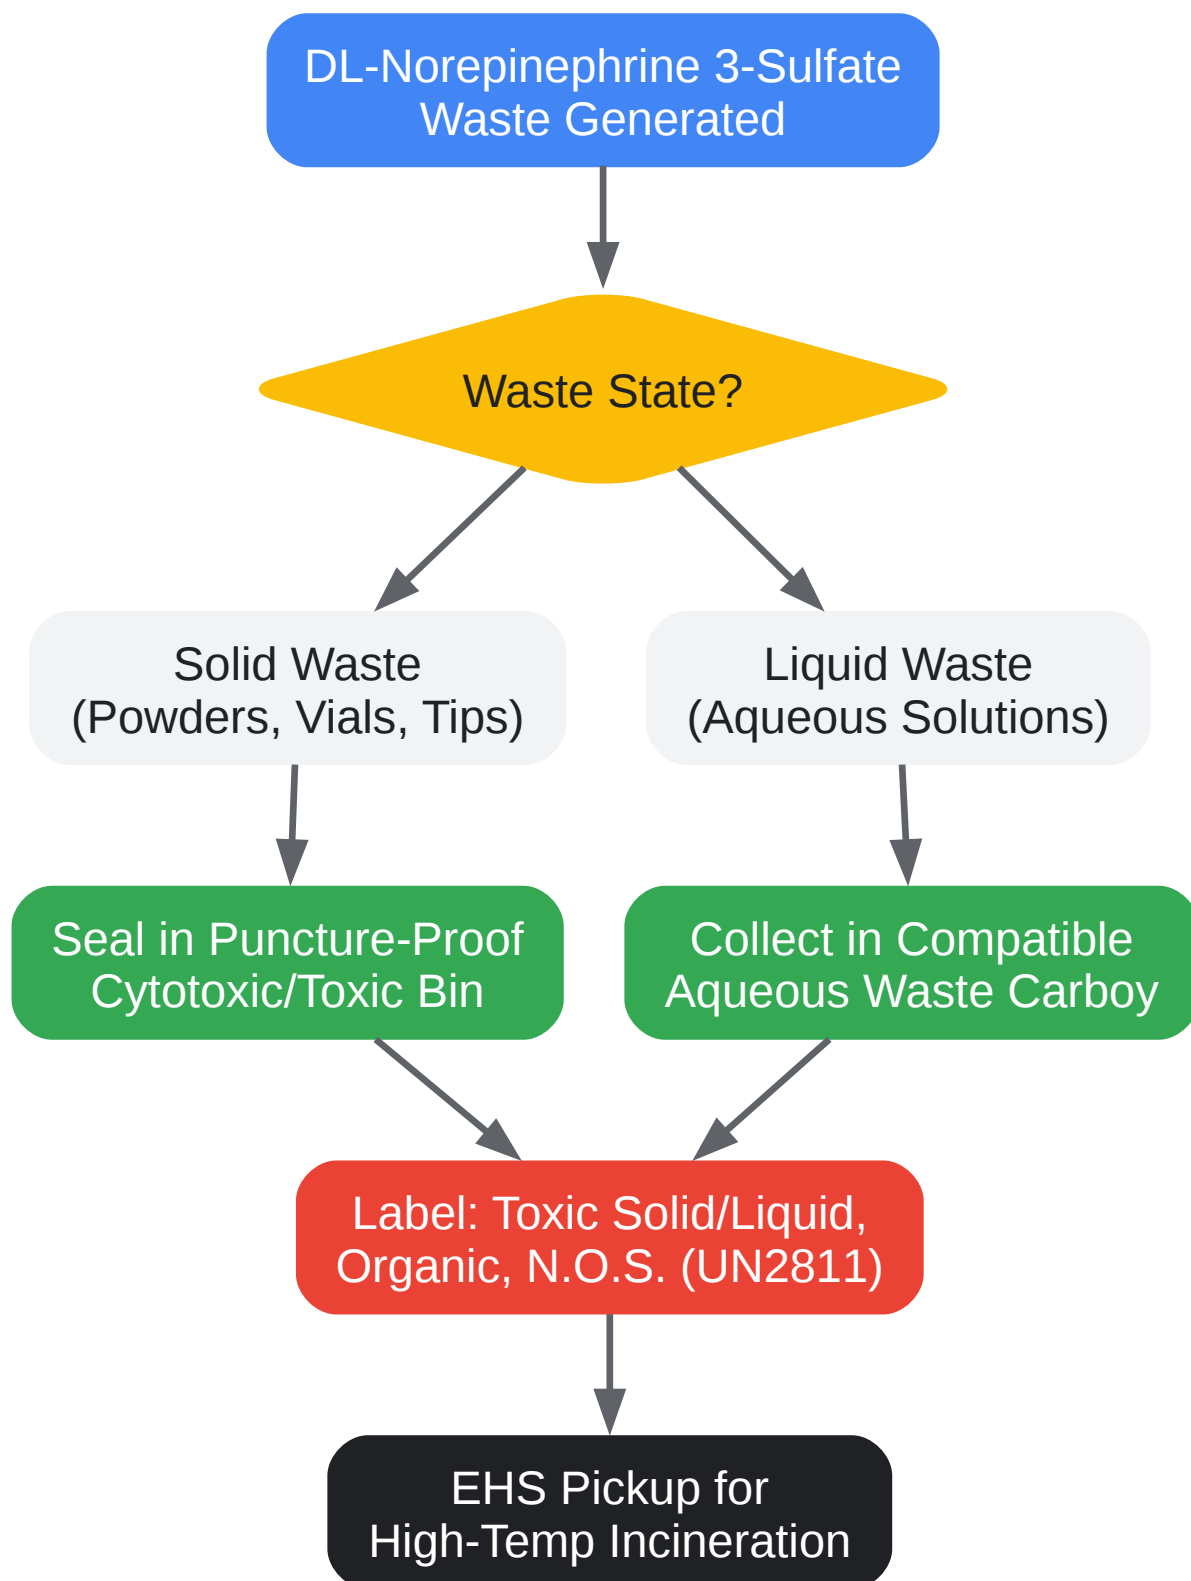 DL-Norepinephrine 3-Sulfate
Waste Generated
Waste State?
Solid Waste
(Powders, Vials, Tips)
Liquid Waste
(Aqueous Solutions)
Seal in Puncture-Proof
Cytotoxic/Toxic Bin
Collect in Compatible
Aqueous Waste Carboy
Label: Toxic Solid/Liquid,
Organic, N.O.S. (UN2811)
EHS Pickup for
High-Temp Incineration